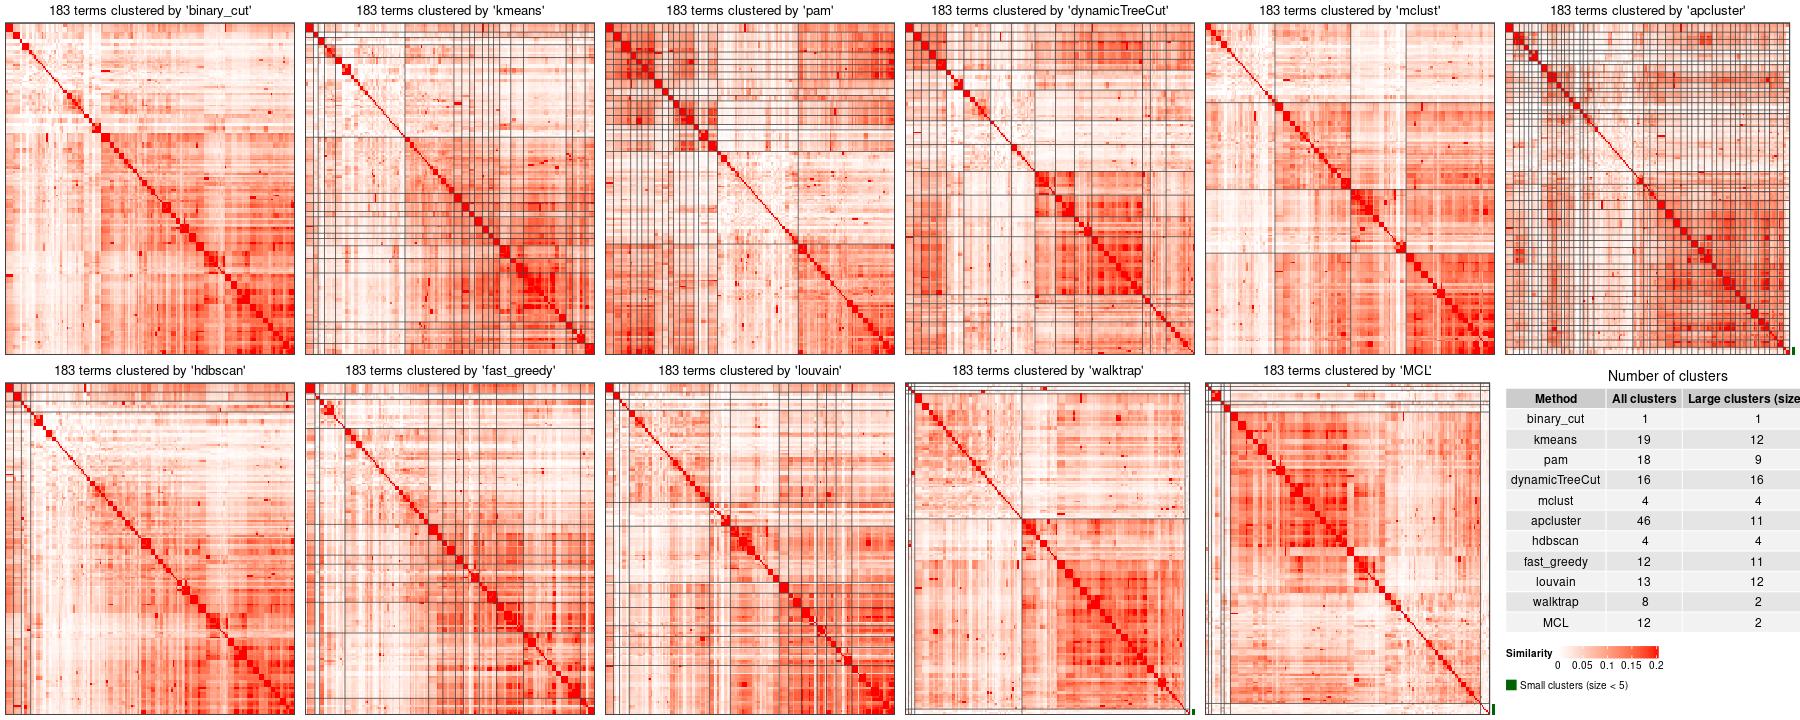 183 terms clustered by 'binary_cut'
183 terms clustered by 'kmeans'
183 terms clustered by 'pam'
183 terms clustered by 'dynamicTreeCut'
183 terms clustered by 'mclust'
183 terms clustered by 'apcluster'
183 terms clustered by 'hdbscan'
183 terms clustered by 'fast_greedy'
183 terms clustered by 'louvain'
183 terms clustered by 'walktrap'
183 terms clustered by 'MCL'
Number of clusters
Method All clusters Large clusters (size
binary_cut 1 1
kmeans 19 12
pam 18 9
dynamicTreeCut 16 16
mclust 4 4
apcluster 46 11
hdbscan 4 4
fast_greedy 12 11
louvain 13 12
walktrap 8 2
MCL 12 2
Similarity
0 0.05 0.1 0.15 0.2
Small clusters (size < 5)